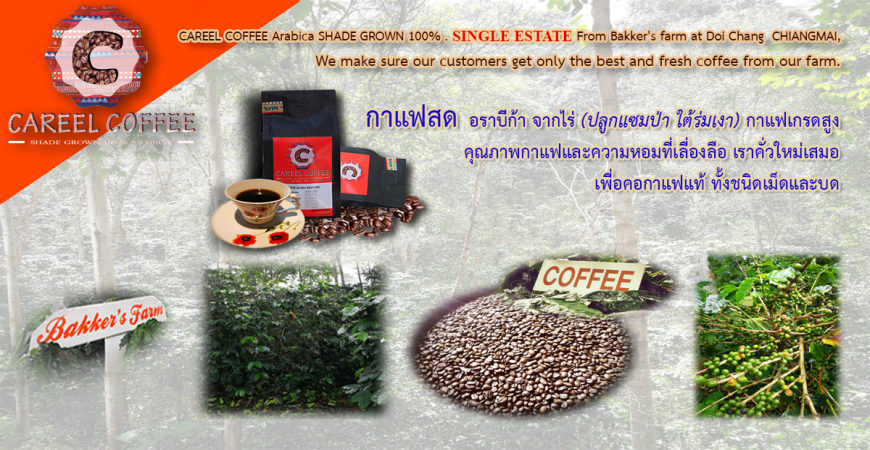 CAREEL COFFEE Arabica SHADE GROWN 100% . SINGLE ESTATE From Bakker's farm at Doi Chang CHIANGMAI,
We make sure our customers get only the best and fresh coffee from our farm.
C
CAREEL COFFEE
SHADE GROWN 100% ARABICA
กาแฟสด อราบีก้า จากไร่ (ปลูกแซมป่า ใต้ร่มเงา) กาแฟเกรดสูง
คุณภาพกาแฟและความหอมที่เลื่องลือ เราคั่วใหม่เสมอ
เพื่อคอกาแฟแท้ ทั้งชนิดเม็ดและบด
CAREEL COFFEE
COFFEE
Bakker's Farm